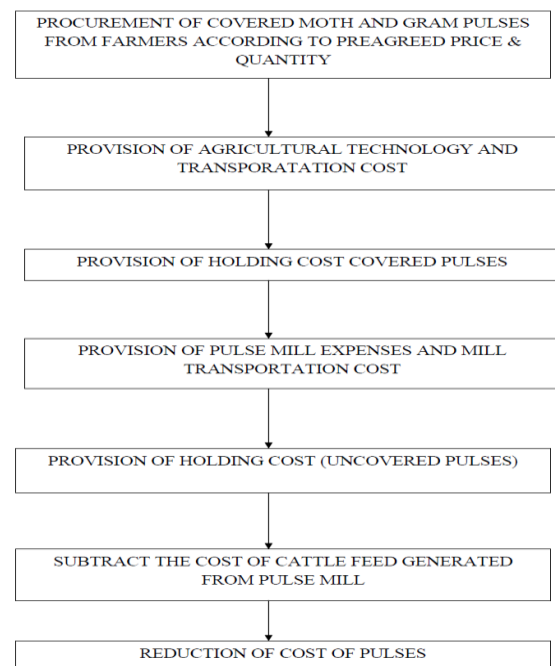 PROCUREMENT OF COVERED MOTH AND GRAM PULSES
FROM FARMERS ACCORDING TO PREAGREED PRICE &
QUANTITY
PROVISION OF AGRICULTURAL TECHNOLOGY AND
TRANSPORATATION COST
PROVISION OF HOLDING COST COVERED PULSES
PROVISION OF PULSE MILL EXPENSES AND MILL
TRANSPORTATION COST
PROVISION OF HOLDING COST (UNCOVERED PULSES)
SUBTRACT THE COST OF CATTLE FEED GENERATED
FROM PULSE MILL
REDUCTION OF COST OF PULSES